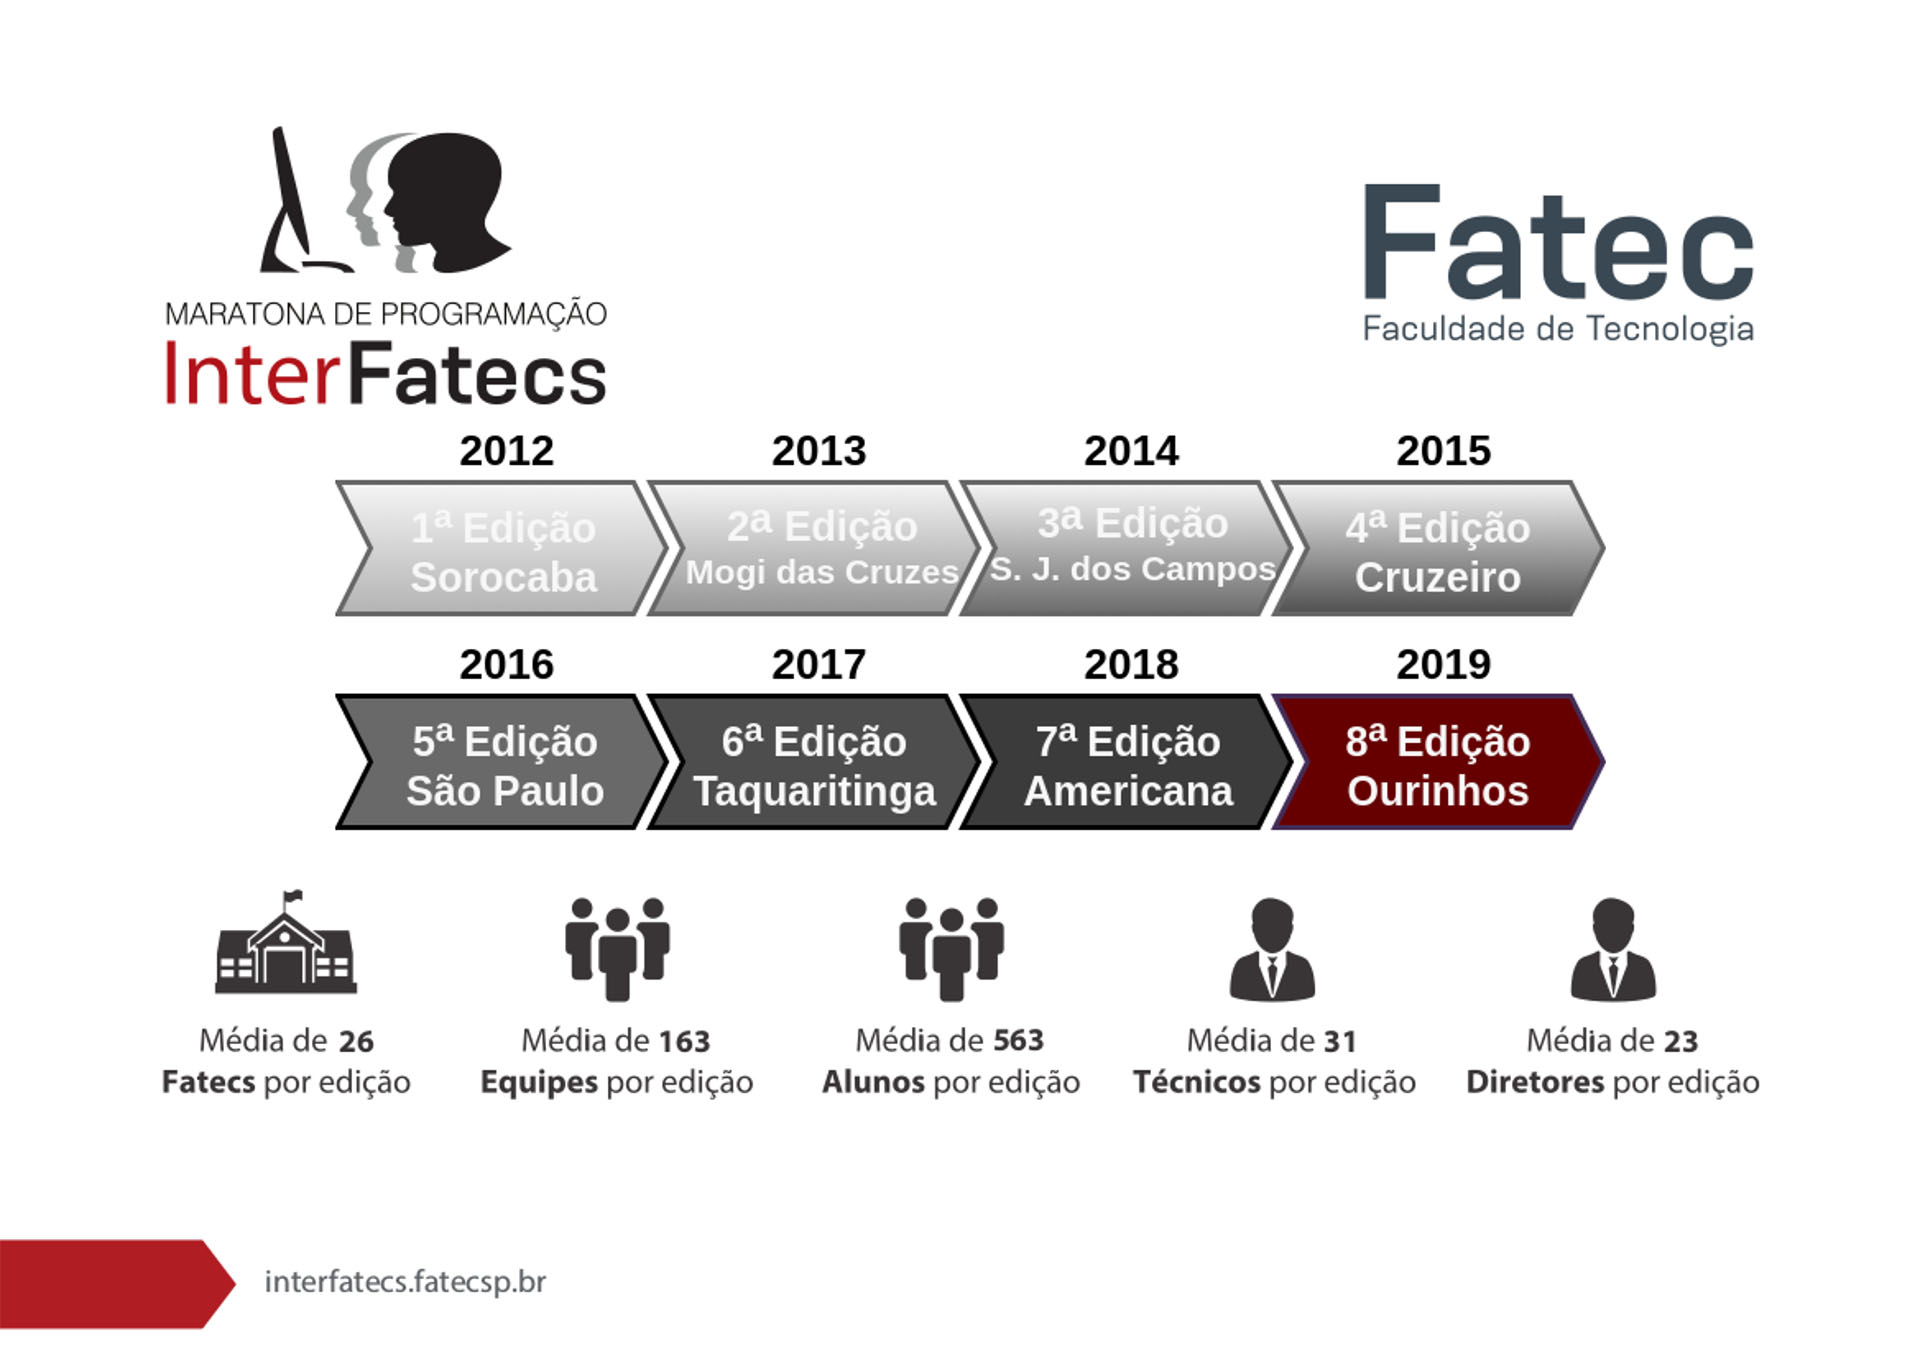 MARATONA DE PROGRAMAÇÃO
InterFatecs
Fatec
Faculdade de Tecnologia
2012
2013
2014
2015
1ª Edição
Sorocaba
2ª Edição
Mogi das Cruzes
3ª Edição
S. J. dos Campos
4ª Edição
Cruzeiro
2016
2017
2018
2019
5ª Edição
São Paulo
6ª Edição
Taquaritinga
7ª Edição
Americana
8ª Edição
Ourinhos
Média de 26
Fatecs por edição
Média de 163
Equipes por edição
Média de 563
Alunos por edição
Média de 31
Técnicos por edição
Média de 23
Diretores por edição
interfatecs.fatecsp.br